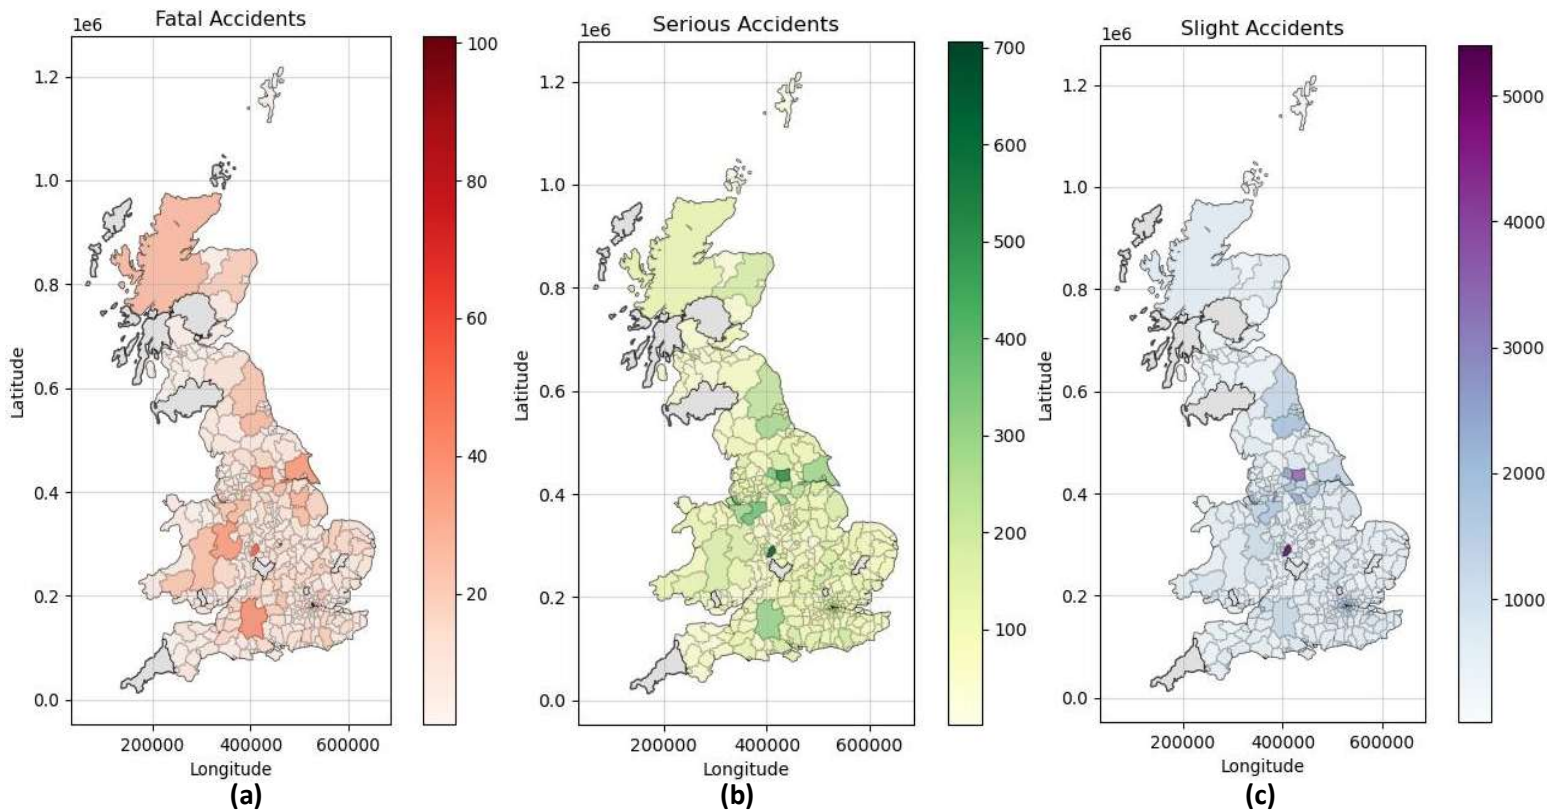 Fatal Accidents
1e6
1.2
1.0
0.8
0.6
0.4
0.2
0.0
Latitude
200000 400000 600000
Longitude
100
80
60
40
20
(a)
Serious Accidents
1e6
1.2
1.0
0.8
0.6
0.4
0.2
0.0
Latitude
200000 400000 600000
Longitude
700
600
500
400
300
200
100
(b)
Slight Accidents
1e6
1.2
1.0
0.8
0.6
0.4
0.2
0.0
Latitude
200000 400000 600000
Longitude
5000
4000
3000
2000
1000
(c)